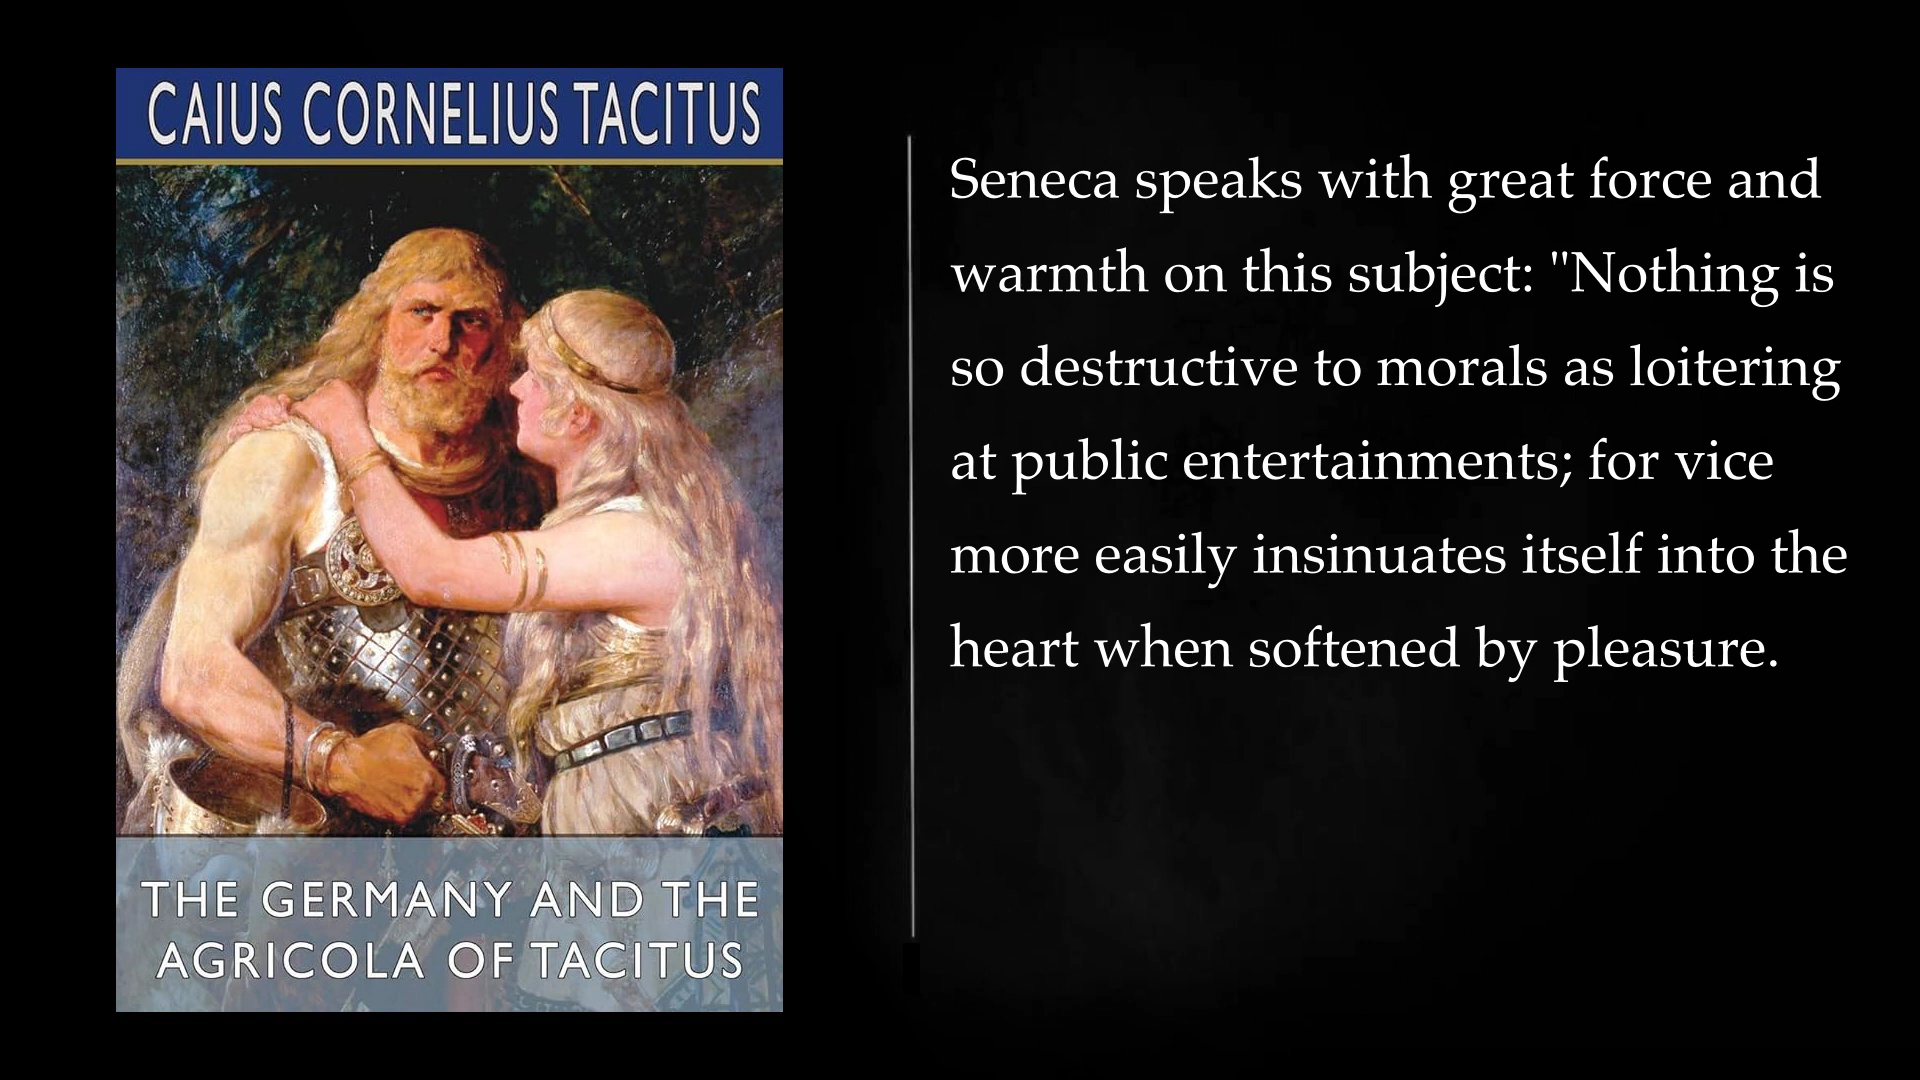 CAIUS CORNELIUS TACITUS
THE GERMANY AND THE
AGRICOLA OF TACITUS
Seneca speaks with great force and
warmth on this subject: "Nothing is
so destructive to morals as loitering
at public entertainments; for vice
more easily insinuates itself into the
heart when softened by pleasure.